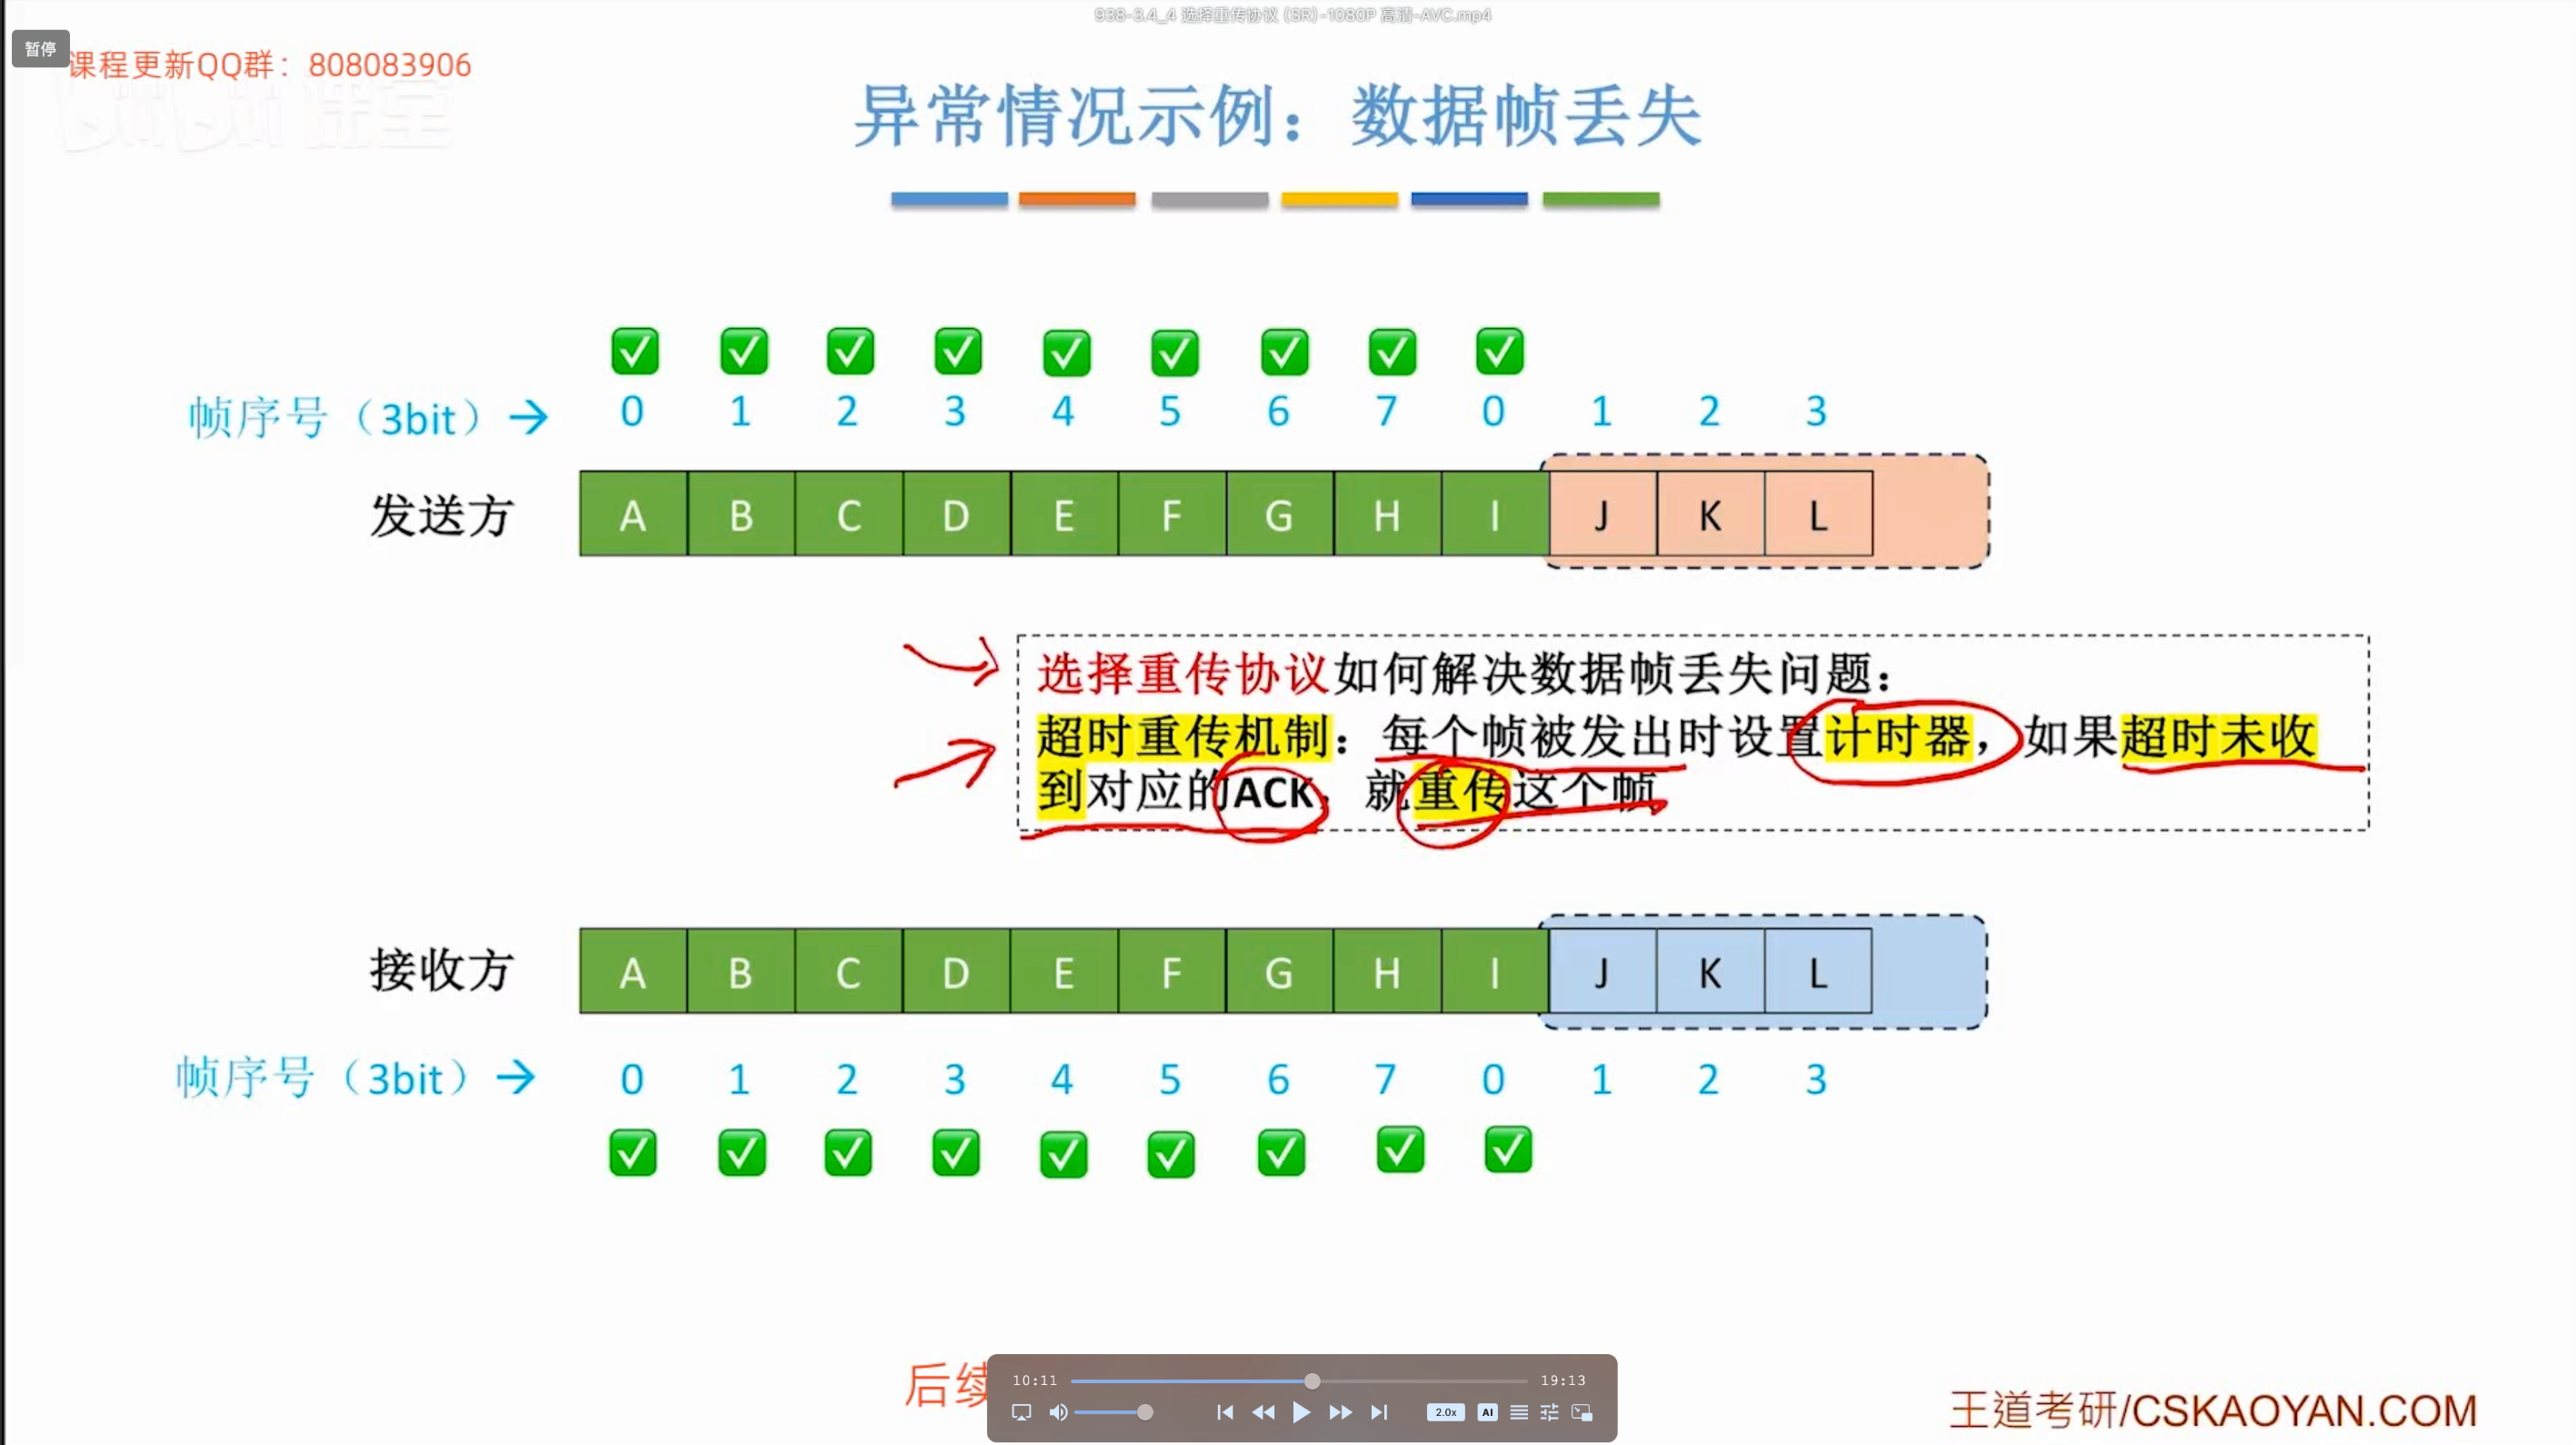 938-3.4_4 选择重传协议 (SR)-1080P 高清-AVC.mp4
暂停
课程更新QQ群：808083906
bilibili 课堂
异常情况示例：数据帧丢失
帧序号（3bit）→ 0 1 2 3 4 5 6 7 0 1 2 3
发送方 A B C D E F G H I J K L
选择重传协议如何解决数据帧丢失问题：
超时重传机制：每个帧被发出时设置计时器，如果超时未收
到对应的ACK，就重传这个帧
接收方 A B C D E F G H I J K L
帧序号（3bit）→ 0 1 2 3 4 5 6 7 0 1 2 3
后续
10:11 19:13
2.0x AI
王道考研/CSKAOYAN.COM